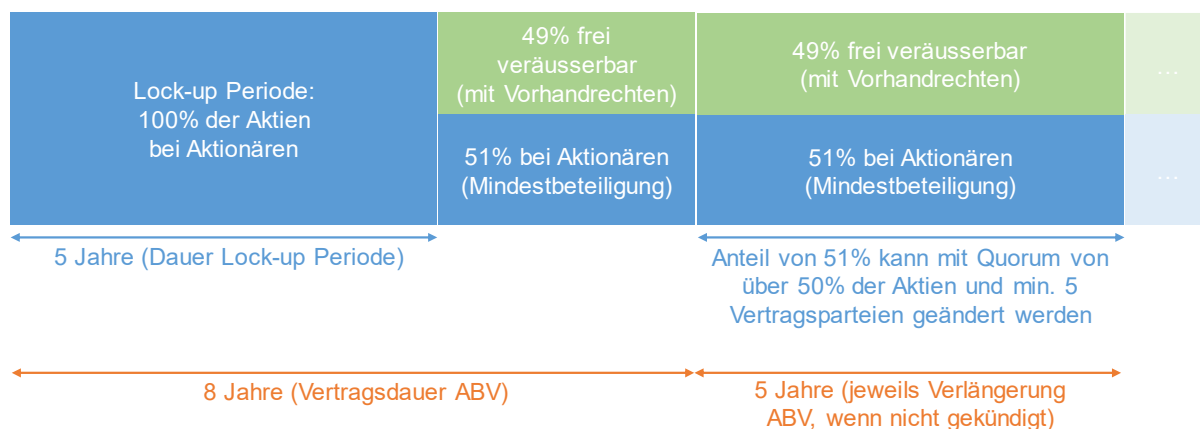 Lock-up Periode:
100% der Aktien
bei Aktionären
49% frei
veräusserbar
(mit Vorhandrechten)
51% bei Aktionären
(Mindestbeteiligung)
49% frei veräusserbar
(mit Vorhandrechten)
51% bei Aktionären
(Mindestbeteiligung)
...
...
5 Jahre (Dauer Lock-up Periode)
Anteil von 51% kann mit Quorum von
über 50% der Aktien und min. 5
Vertragsparteien geändert werden
8 Jahre (Vertragsdauer ABV)
5 Jahre (jeweils Verlängerung
ABV, wenn nicht gekündigt)